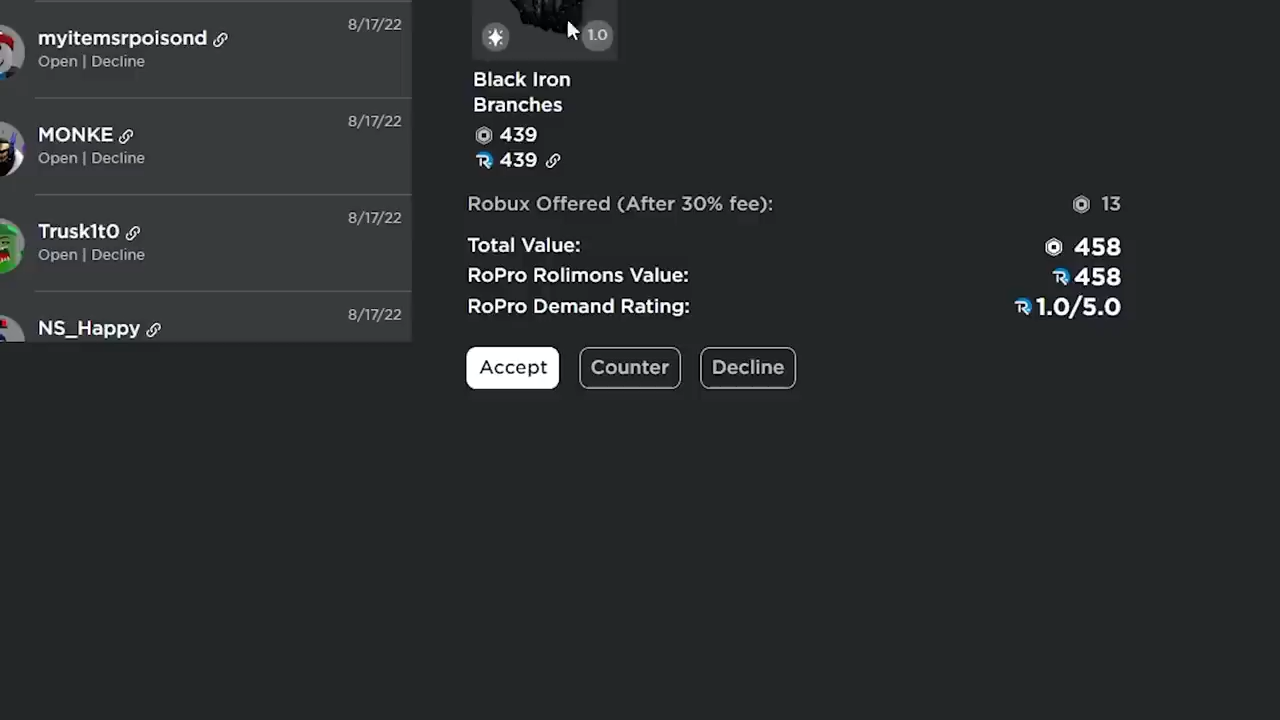 myitemsrpoisond
8/17/22
Open | Decline
MONKE
8/17/22
Open | Decline
Trusk1t0
8/17/22
Open | Decline
NS_Happy
8/17/22
1.0
Black Iron
Branches
439
439
Robux Offered (After 30% fee): 13
Total Value: 458
RoPro Rolimons Value: 458
RoPro Demand Rating: 1.0/5.0
Accept Counter Decline